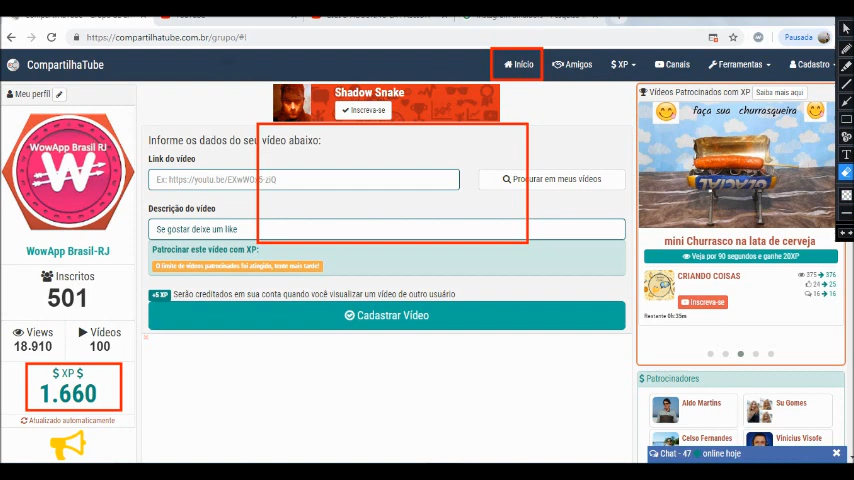 https://compartilhatube.com.br/grupo/#!
Pausada
CompartilhaTube
Início
Amigos
XP
Canais
Ferramentas
Cadastro
Meu perfil
WowApp Brasil RJ
WowApp Brasil-RJ
Inscritos
501
Views
18.910
Vídeos
100
$ XP $
1.660
Atualizado automaticamente
Shadow Snake
Inscreva-se
Informe os dados do seu vídeo abaixo:
Link do vídeo
Procurar em meus vídeos
Descrição do vídeo
Se gostar deixe um like
Patrocinar este vídeo com XP:
O limite de vídeos patrocinados foi atingido, tente mais tarde!
+5 XP Serão creditados em sua conta quando você visualizar um vídeo de outro usuário
Cadastrar Vídeo
Vídeos Patrocinados com XP
Saiba mais aqui
faça sua churrasqueira
mini Churrasco na lata de cerveja
Veja por 90 segundos e ganhe 20XP
CRIANDO COISAS
Inscreva-se
375 376
24 25
16 16
Restante 0h:35m
Patrocinadores
Aldo Martins
Su Gomes
Celso Fernandes
Vinicius Visofe
Chat - 47 online hoje